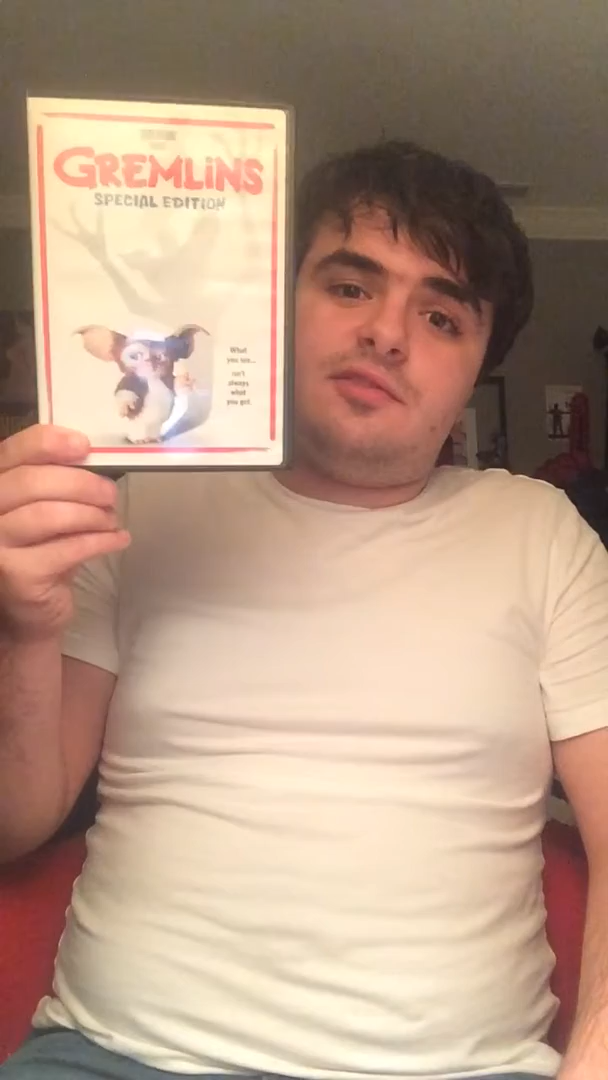 GREMLiNS
SPECIAL EDITION
What
you see...
isn't
always
what
you get.